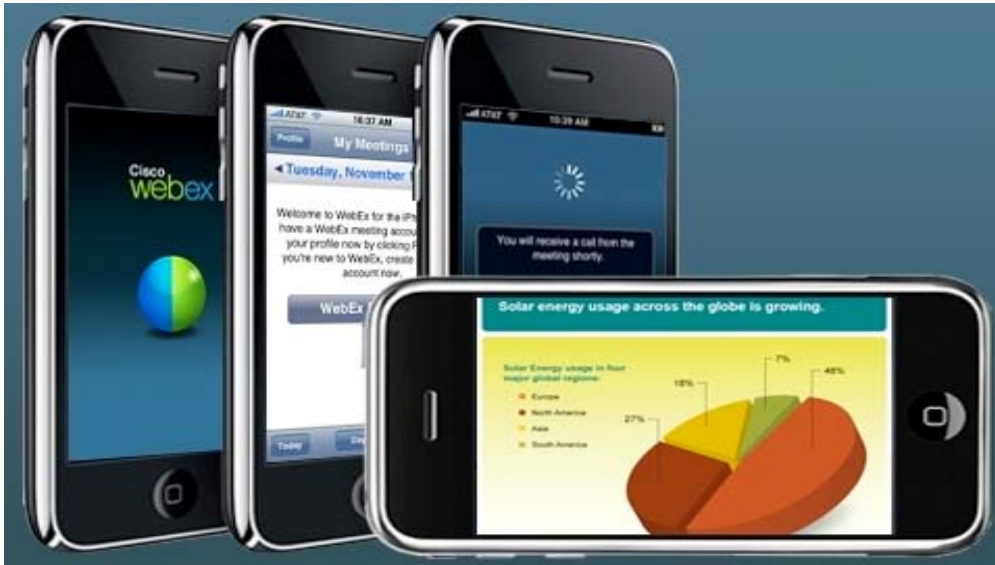 Cisco
webex
AT&T 10:37 AM
Profile
My Meetings
Tuesday, November
Welcome to WebEx for the
have a WebEx meeting
your profile now by clicking
you're new to WebEx, create
account now.
WebEx
Today
AT&T 10:39 AM
You will receive a call from the
meeting shortly.
Solar energy usage across the globe is growing.
Solar Energy usage in four
major global regions:
Europe
North America
Asia
South America
27%
18%
7%
46%